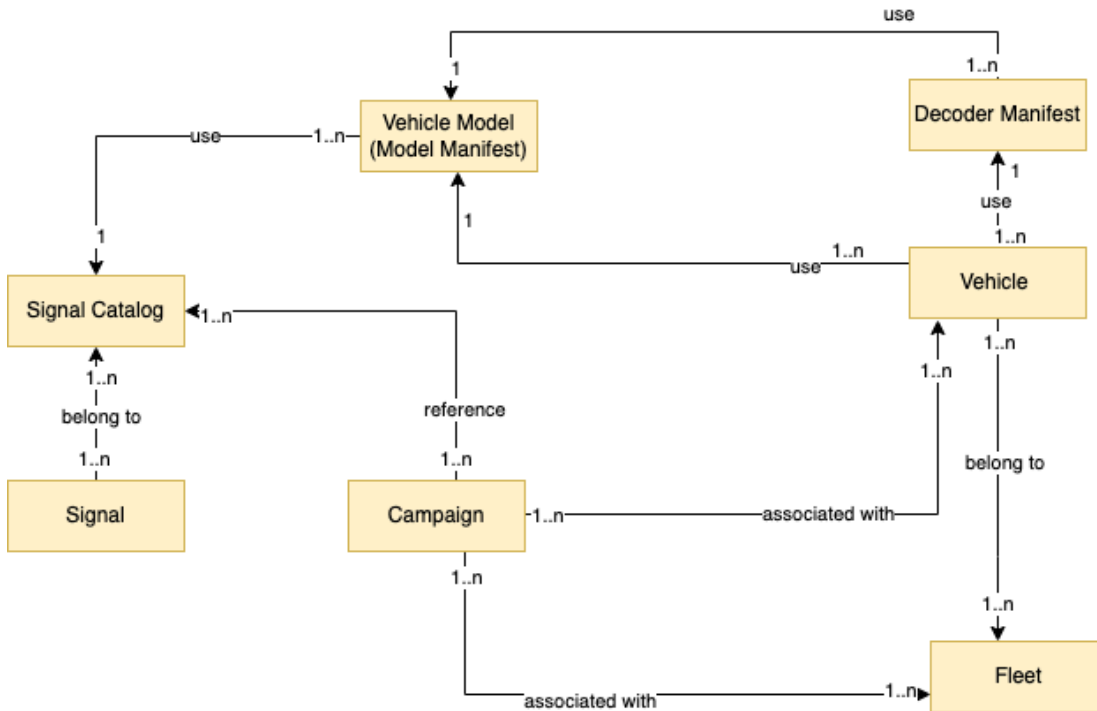 use
1..n
1
Decoder Manifest
Vehicle Model
(Model Manifest)
1..n
use
1
use
1..n
1
1..n
use
1
Signal Catalog
1..n
Vehicle
1..n
1..n
1..n
belong to
reference
1..n
1..n
belong to
Signal
Campaign
1..n
associated with
1..n
1..n
Fleet
1..n
associated with